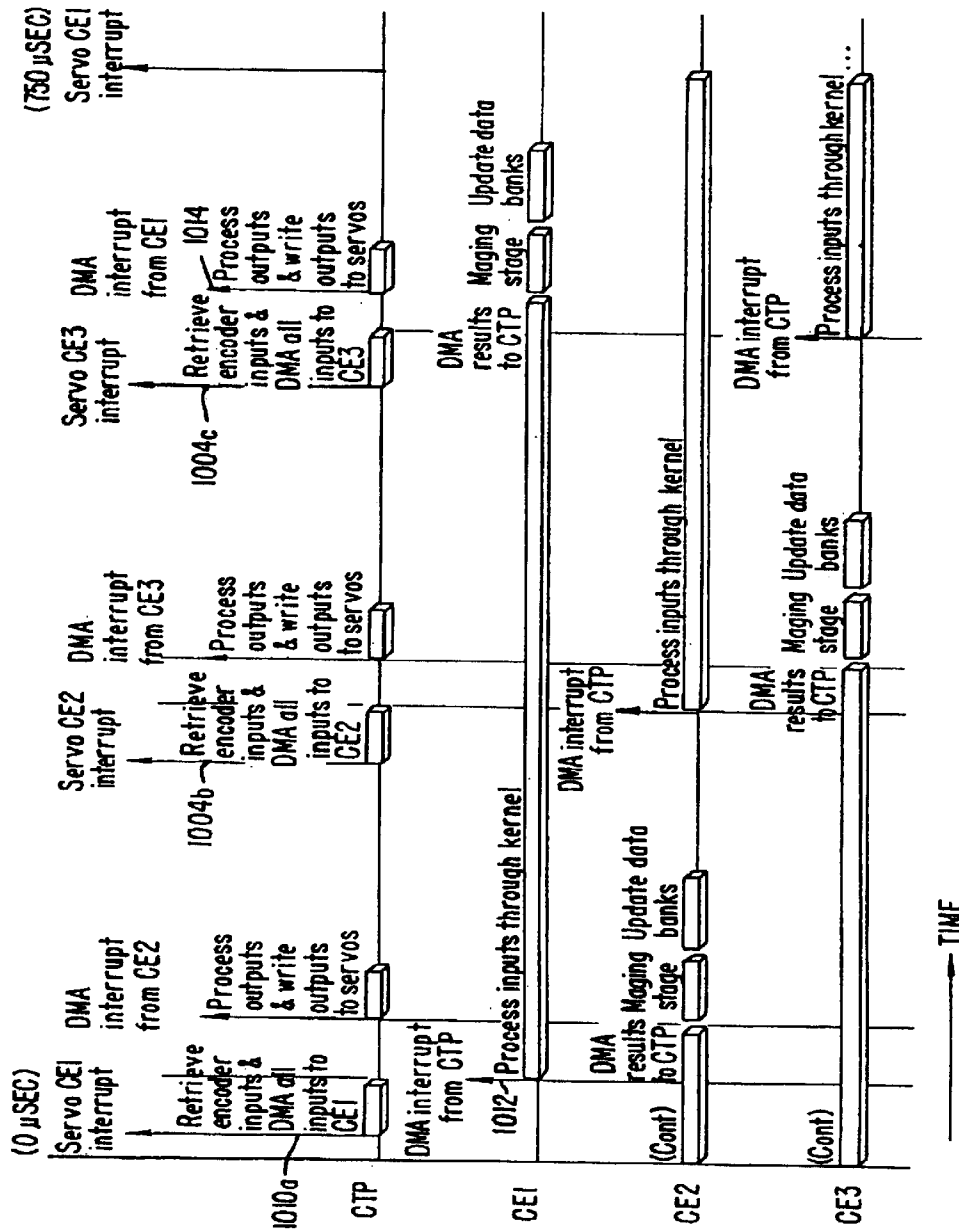 (0 µSEC)
Servo CE1
interrupt
DMA
interrupt
from CE2
Servo CE2
interrupt
DMA
interrupt
from CE3
Servo CE3
interrupt
DMA
interrupt
from CE1
(750 µSEC)
Servo CE1
interrupt
1010a
Retrieve
encoder
inputs &
DMA all
inputs to
CE1
Process
outputs
& write
outputs
to servos
1004b
Retrieve
encoder
inputs &
DMA all
inputs to
CE2
Process
outputs
& write
outputs
to servos
1004c
Retrieve
encoder
inputs &
DMA all
inputs to
CE3
1014
Process
outputs
& write
outputs
to servos
CTP
DMA interrupt
from CTP
1012
Process inputs through kernel
DMA
results
to CTP
Maging
stage
Update data
banks
CE1
(Cont)
DMA
results
to CTP
Maging
stage
Update data
banks
DMA interrupt
from CTP
Process inputs through kernel
CE2
(Cont)
DMA
results
to CTP
Maging
stage
Update data
banks
DMA interrupt
from CTP
Process inputs through kernel ...
CE3
TIME